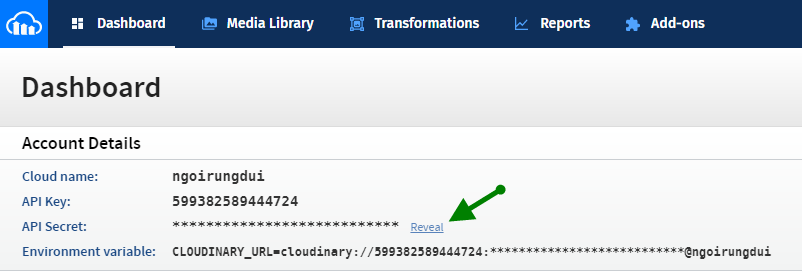 Dashboard Media Library Transformations Reports Add-ons
Dashboard
Account Details
Cloud name: ngoirungdui
API Key: 599382589444724
API Secret: *************************** Reveal
Environment variable: CLOUDINARY_URL=cloudinary://599382589444724:***************************@ngoirungdui